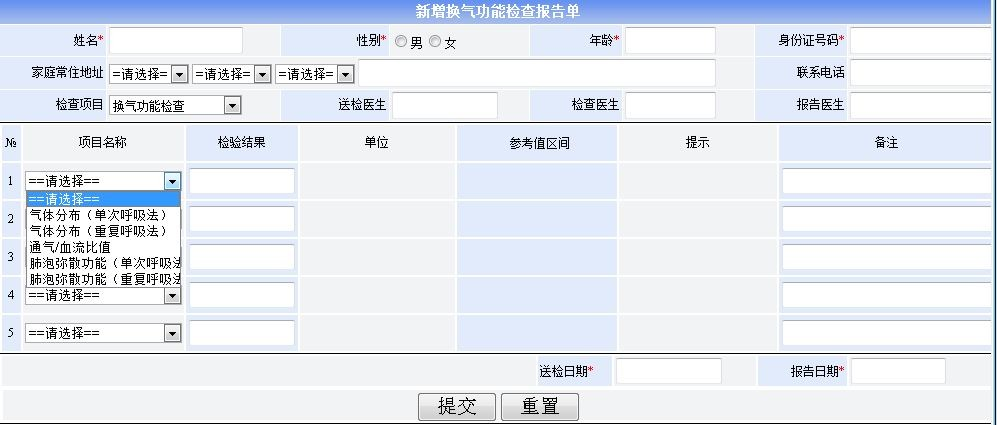 新增换气功能检查报告单
姓名* 性别* 男 女 年龄* 身份证号码*
家庭常住地址 =请选择= =请选择= =请选择= 联系电话
检查项目 换气功能检查 送检医生 检查医生 报告医生
№ 项目名称 检验结果 单位 参考值区间 提示 备注
1 ==请选择==
==请选择==
气体分布（单次呼吸法）
2 气体分布（重复呼吸法）
通气/血流比值
3 肺泡弥散功能（单次呼吸法
肺泡弥散功能（重复呼吸法
4 ==请选择==
5 ==请选择==
送检日期* 报告日期*
提交 重置